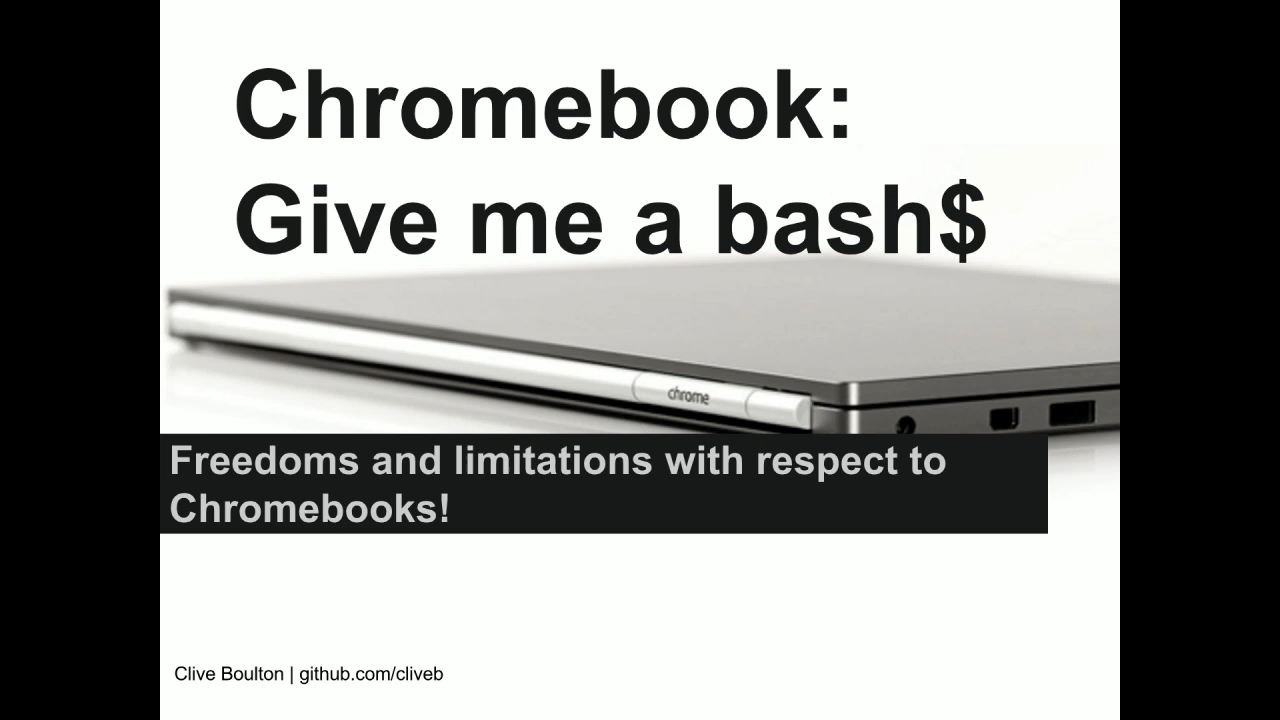 Chromebook:
Give me a bash$
chrome
Freedoms and limitations with respect to
Chromebooks!
Clive Boulton | github.com/cliveb